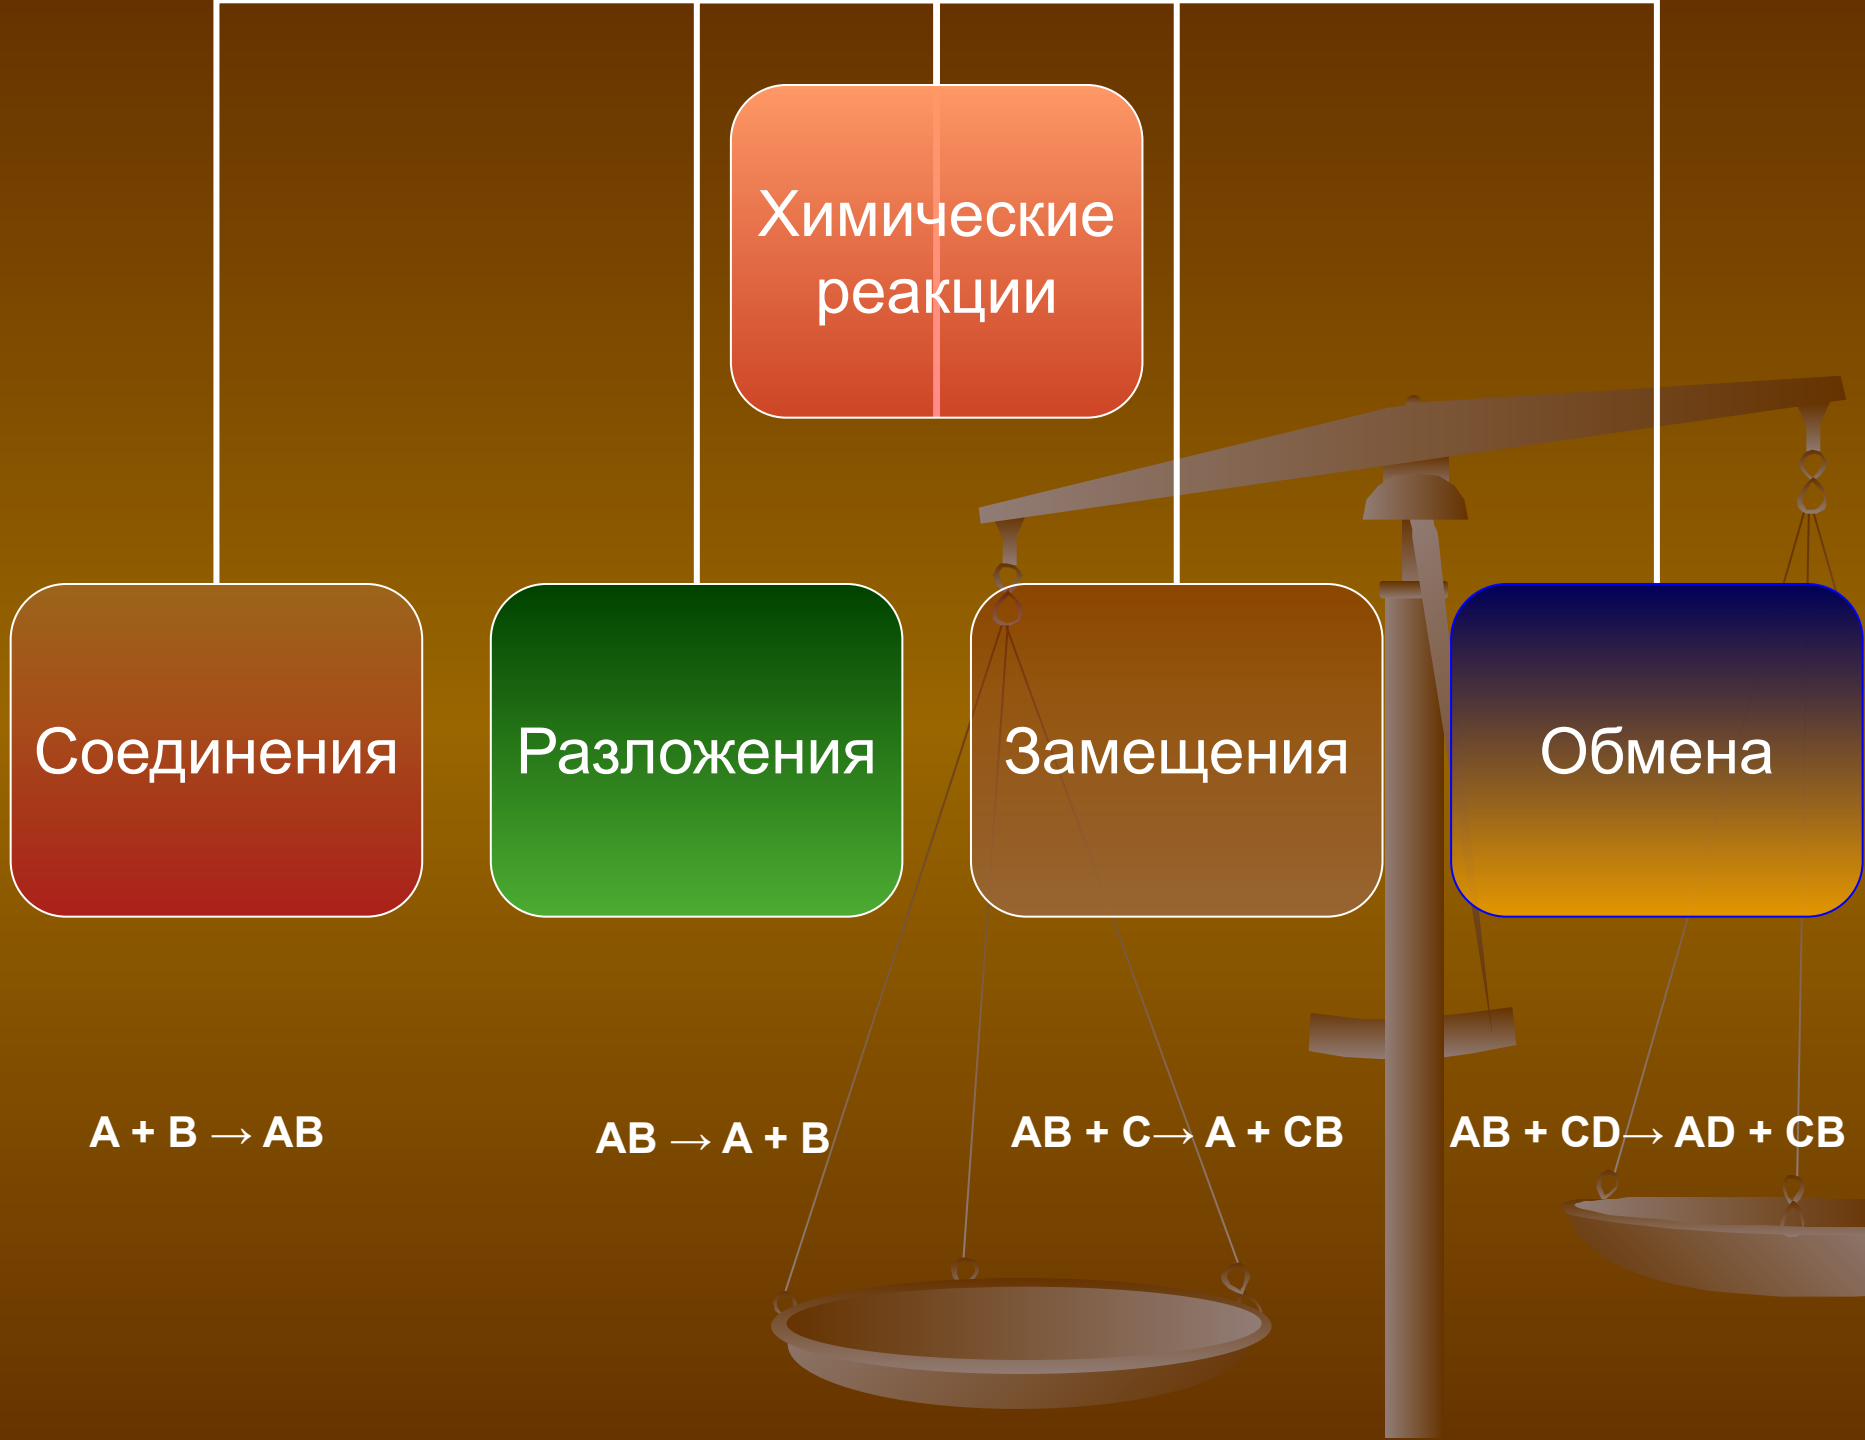 Химические
реакции
Соединения
Разложения
Замещения
Обмена
A + B → AB
AB → A + B
AB + C→ A + CB
AB + CD→ AD + CB